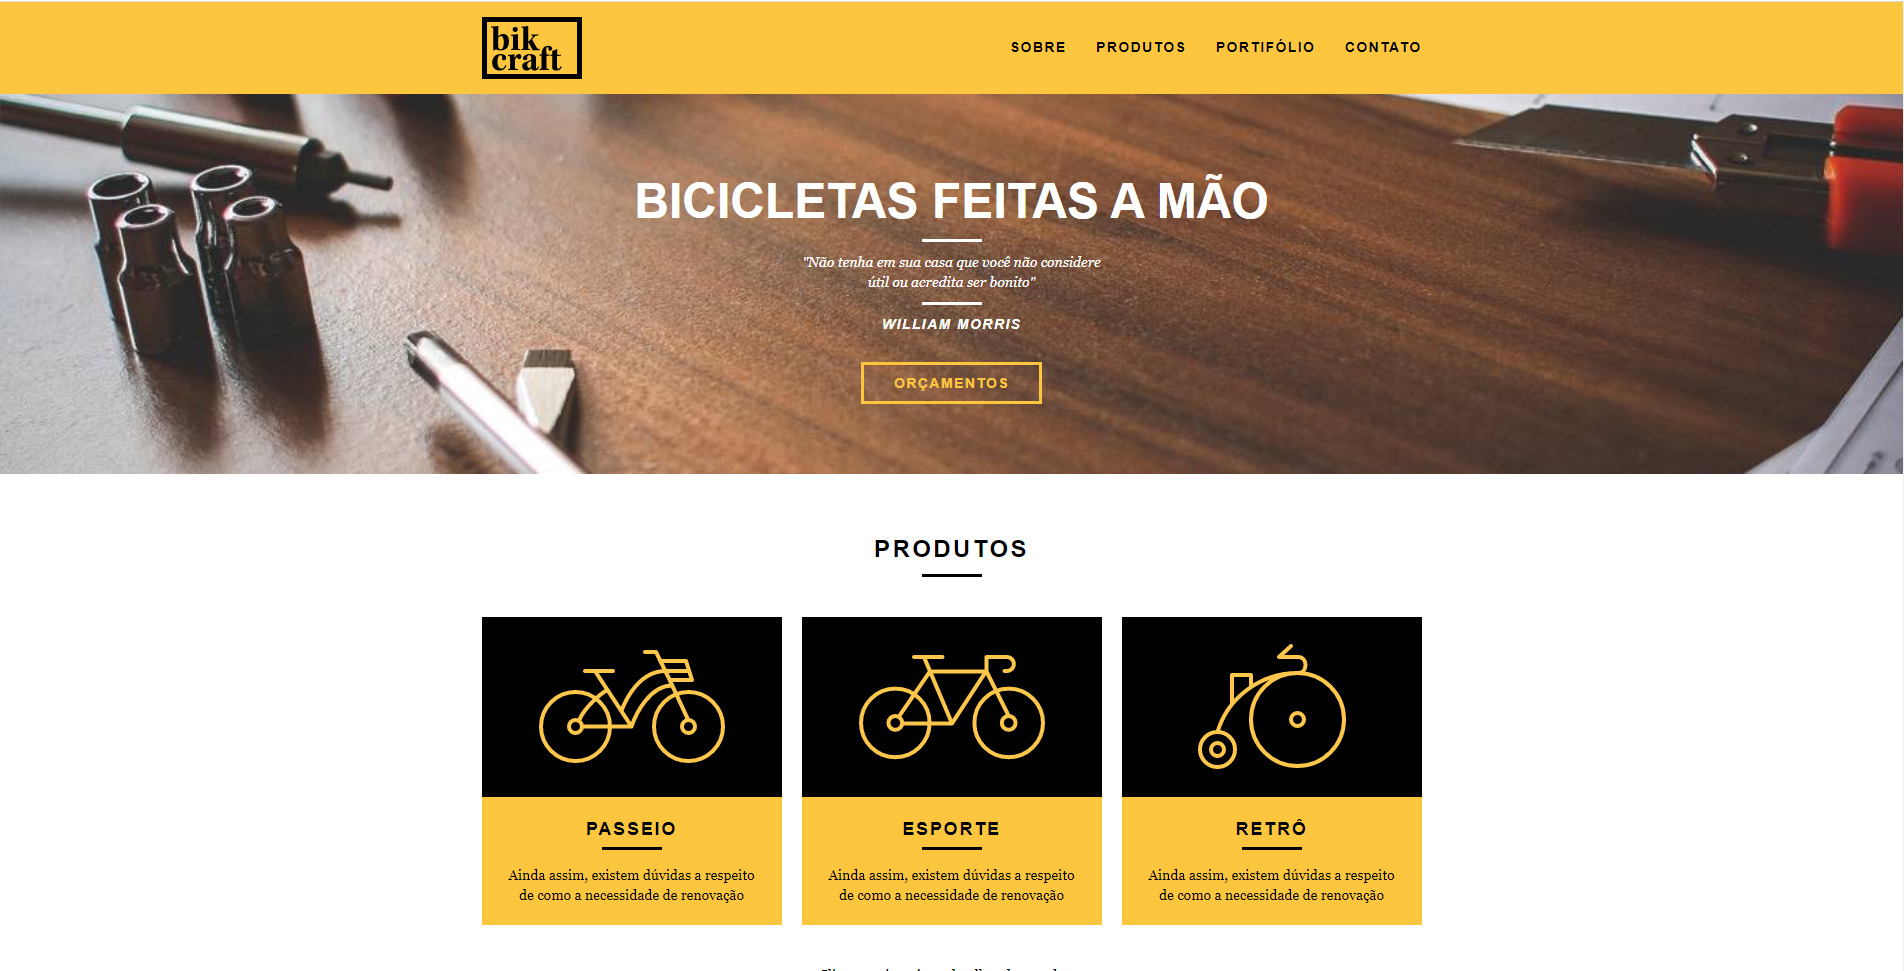 bik
craft
SOBRE PRODUTOS PORTIFÓLIO CONTATO
BICICLETAS FEITAS A MÃO
"Não tenha em sua casa que você não considere
útil ou acredita ser bonito"
WILLIAM MORRIS
ORÇAMENTOS
PRODUTOS
PASSEIO
Ainda assim, existem dúvidas a respeito
de como a necessidade de renovação
ESPORTE
Ainda assim, existem dúvidas a respeito
de como a necessidade de renovação
RETRÔ
Ainda assim, existem dúvidas a respeito
de como a necessidade de renovação